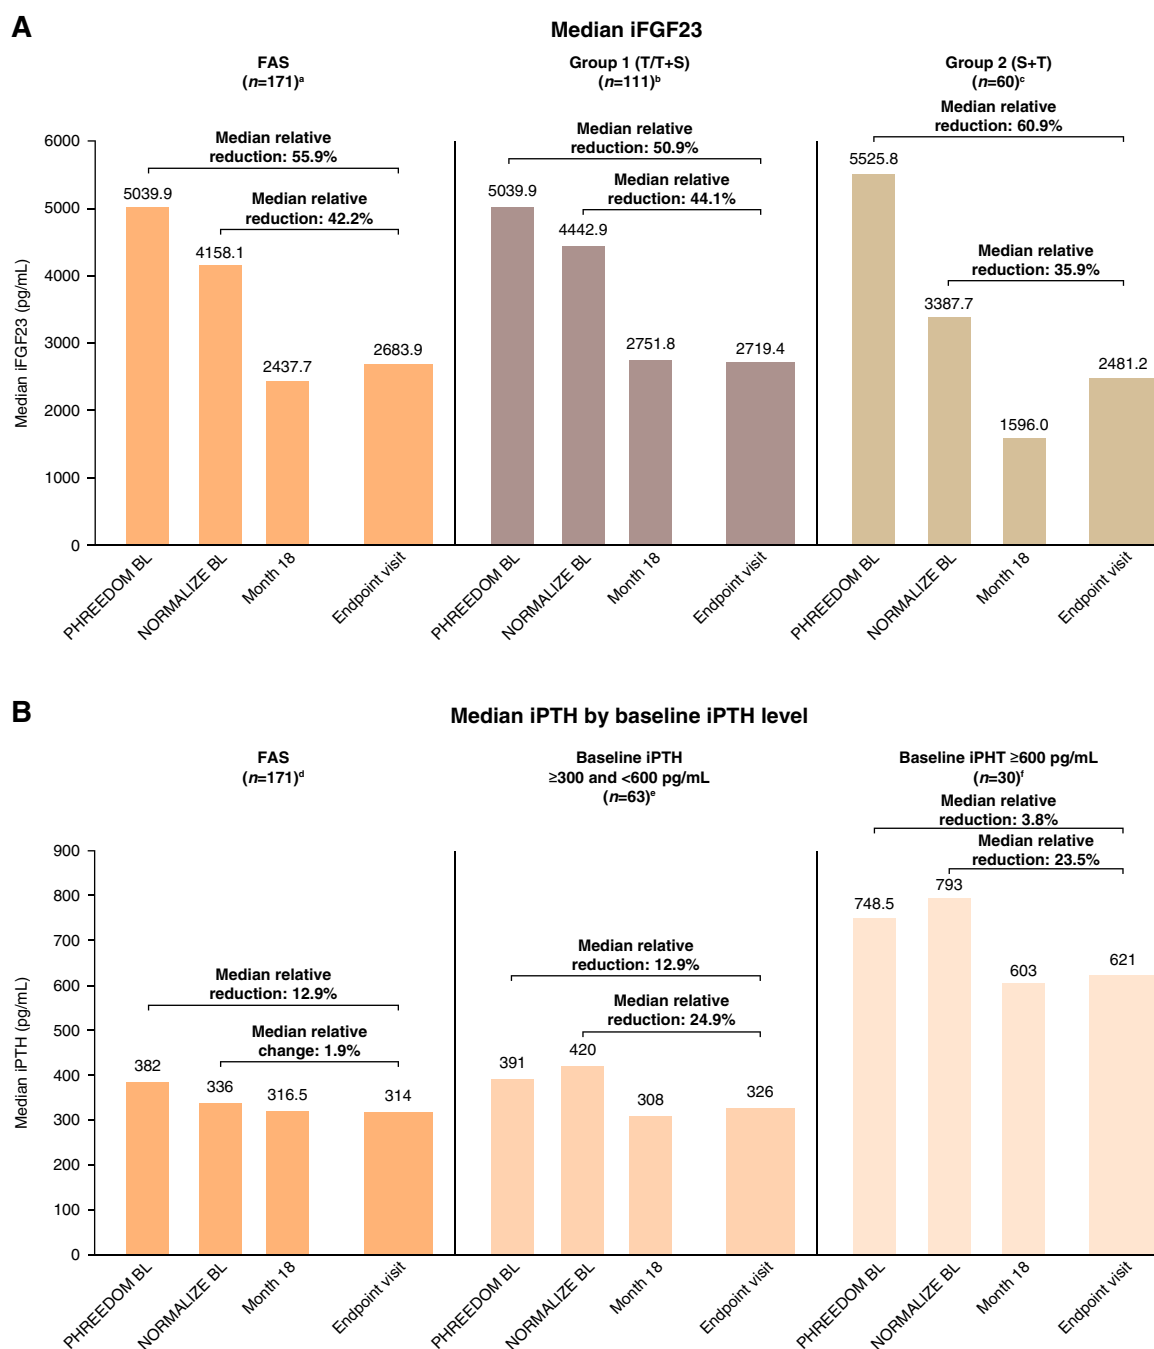 A
Median iFGF23
FAS
(n=171)a
Group 1 (T/T+S)
(n=111)b
Group 2 (S+T)
(n=60)c
Median iFGF23 (pg/mL)
6000
5000
4000
3000
2000
1000
0
Median relative
reduction: 55.9%
Median relative
reduction: 42.2%
5039.9
4158.1
2437.7
2683.9
Median relative
reduction: 50.9%
Median relative
reduction: 44.1%
5039.9
4442.9
2751.8
2719.4
Median relative
reduction: 60.9%
Median relative
reduction: 35.9%
5525.8
3387.7
1596.0
2481.2
PHREEDOM BL
NORMALIZE BL
Month 18
Endpoint visit
PHREEDOM BL
NORMALIZE BL
Month 18
Endpoint visit
PHREEDOM BL
NORMALIZE BL
Month 18
Endpoint visit
B
Median iPTH by baseline iPTH level
FAS
(n=171)d
Baseline iPTH
≥300 and <600 pg/mL
(n=63)e
Baseline iPHT ≥600 pg/mL
(n=30)f
Median iPTH (pg/mL)
900
800
700
600
500
400
300
200
100
0
Median relative
reduction: 12.9%
Median relative
change: 1.9%
382
336
316.5
314
Median relative
reduction: 12.9%
Median relative
reduction: 24.9%
391
420
308
326
Median relative
reduction: 3.8%
Median relative
reduction: 23.5%
748.5
793
603
621
PHREEDOM BL
NORMALIZE BL
Month 18
Endpoint visit
PHREEDOM BL
NORMALIZE BL
Month 18
Endpoint visit
PHREEDOM BL
NORMALIZE BL
Month 18
Endpoint visit